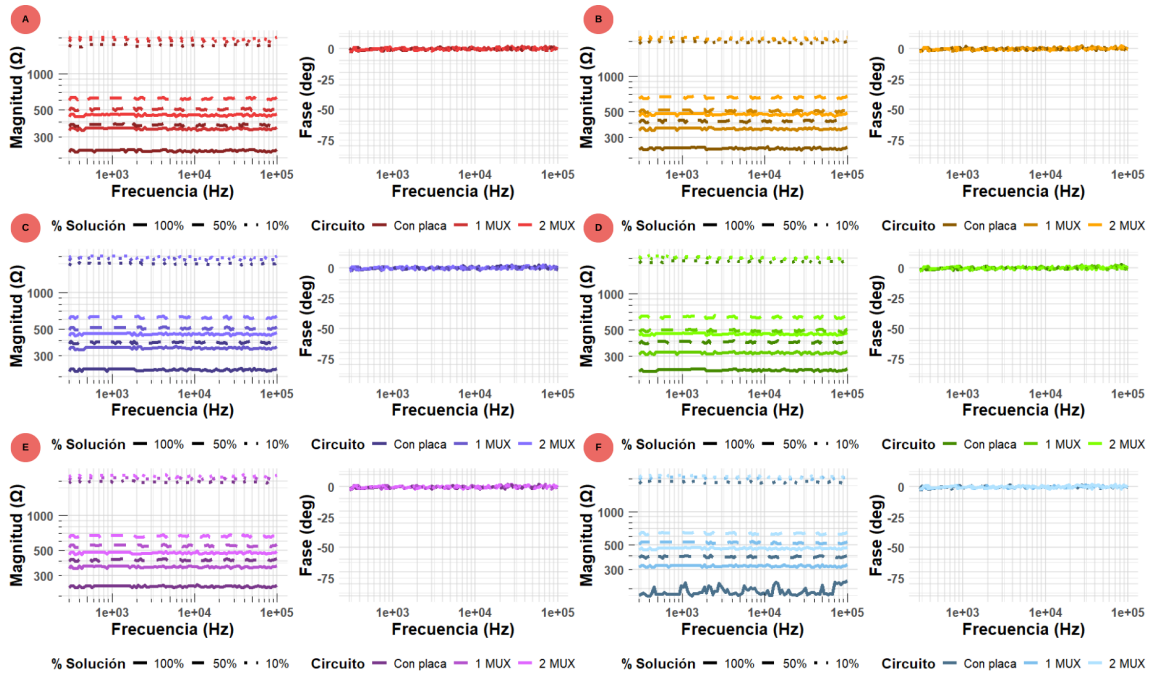 A
B
Magnitud (Ω)
1000
500
300
1e+03 1e+04 1e+05
Frecuencia (Hz)
Fase (deg)
0
-25
-50
-75
1e+03 1e+04 1e+05
Frecuencia (Hz)
Magnitud (Ω)
1000
500
300
1e+03 1e+04 1e+05
Frecuencia (Hz)
Fase (deg)
0
-25
-50
-75
1e+03 1e+04 1e+05
Frecuencia (Hz)
% Solución 100% 50% 10% Circuito Con placa 1 MUX 2 MUX
% Solución 100% 50% 10% Circuito Con placa 1 MUX 2 MUX
C
D
Magnitud (Ω)
1000
500
300
1e+03 1e+04 1e+05
Frecuencia (Hz)
Fase (deg)
0
-25
-50
-75
1e+03 1e+04 1e+05
Frecuencia (Hz)
Magnitud (Ω)
1000
500
300
1e+03 1e+04 1e+05
Frecuencia (Hz)
Fase (deg)
0
-25
-50
-75
1e+03 1e+04 1e+05
Frecuencia (Hz)
% Solución 100% 50% 10% Circuito Con placa 1 MUX 2 MUX
% Solución 100% 50% 10% Circuito Con placa 1 MUX 2 MUX
E
F
Magnitud (Ω)
1000
500
300
1e+03 1e+04 1e+05
Frecuencia (Hz)
Fase (deg)
0
-25
-50
-75
1e+03 1e+04 1e+05
Frecuencia (Hz)
Magnitud (Ω)
1000
500
300
1e+03 1e+04 1e+05
Frecuencia (Hz)
Fase (deg)
0
-25
-50
-75
1e+03 1e+04 1e+05
Frecuencia (Hz)
% Solución 100% 50% 10% Circuito Con placa 1 MUX 2 MUX
% Solución 100% 50% 10% Circuito Con placa 1 MUX 2 MUX